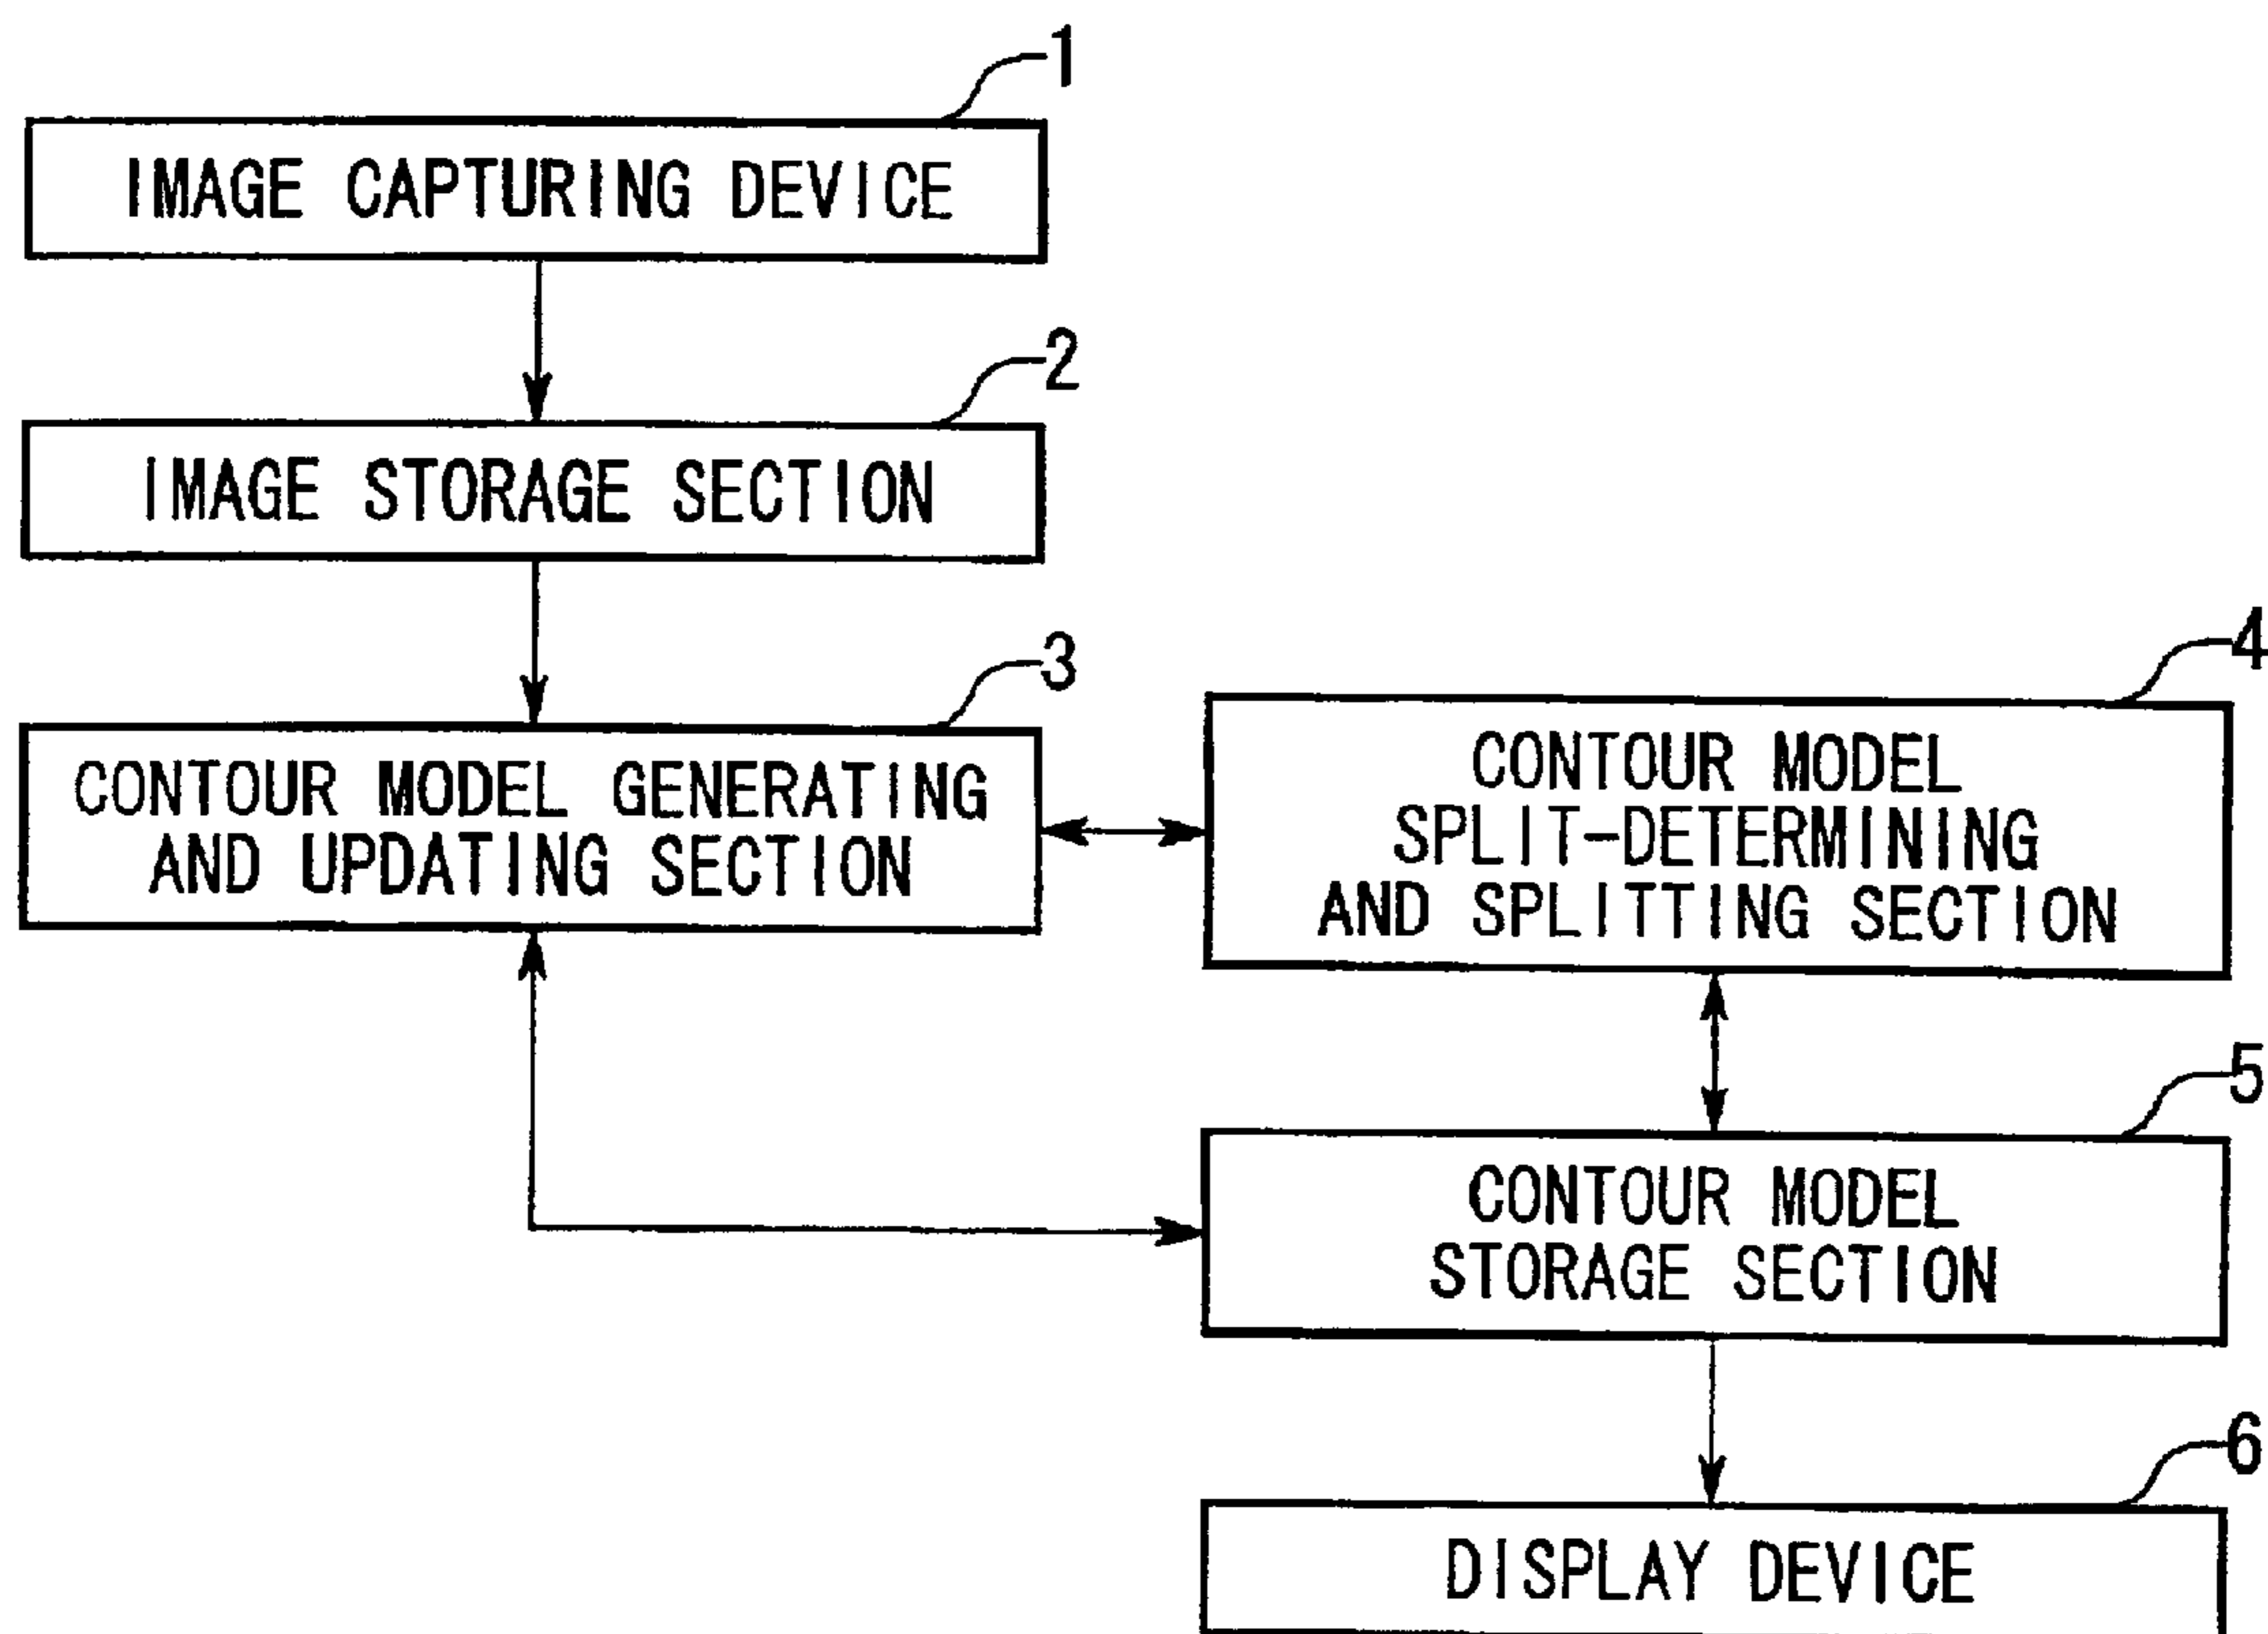 1
IMAGE CAPTURING DEVICE
2
IMAGE STORAGE SECTION
3
CONTOUR MODEL GENERATING
AND UPDATING SECTION
4
CONTOUR MODEL
SPLIT-DETERMINING
AND SPLITTING SECTION
5
CONTOUR MODEL
STORAGE SECTION
6
DISPLAY DEVICE